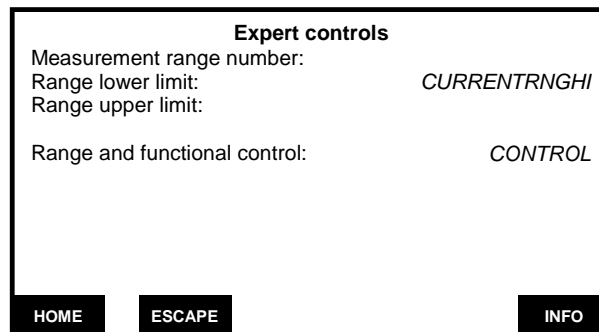 Expert controls
Measurement range number:
Range lower limit: CURRENTRNGHI
Range upper limit:
Range and functional control: CONTROL
HOME ESCAPE INFO